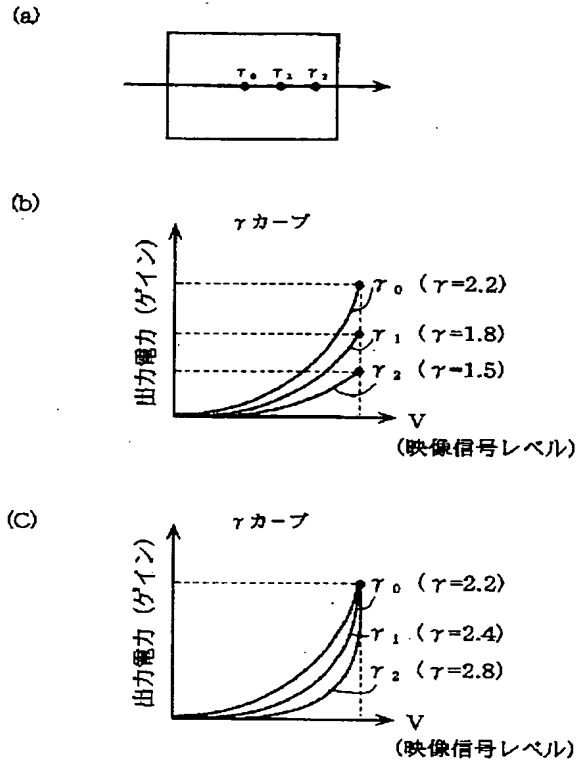 (a)
γ₀ γ₁ γ₂
(b)
γカーブ
出力電力 (ゲイン)
γ₀ (γ=2.2)
γ₁ (γ=1.8)
γ₂ (γ=1.5)
V
(映像信号レベル)
(C)
γカーブ
出力電力 (ゲイン)
γ₀ (γ=2.2)
γ₁ (γ=2.4)
γ₂ (γ=2.8)
V
(映像信号レベル)